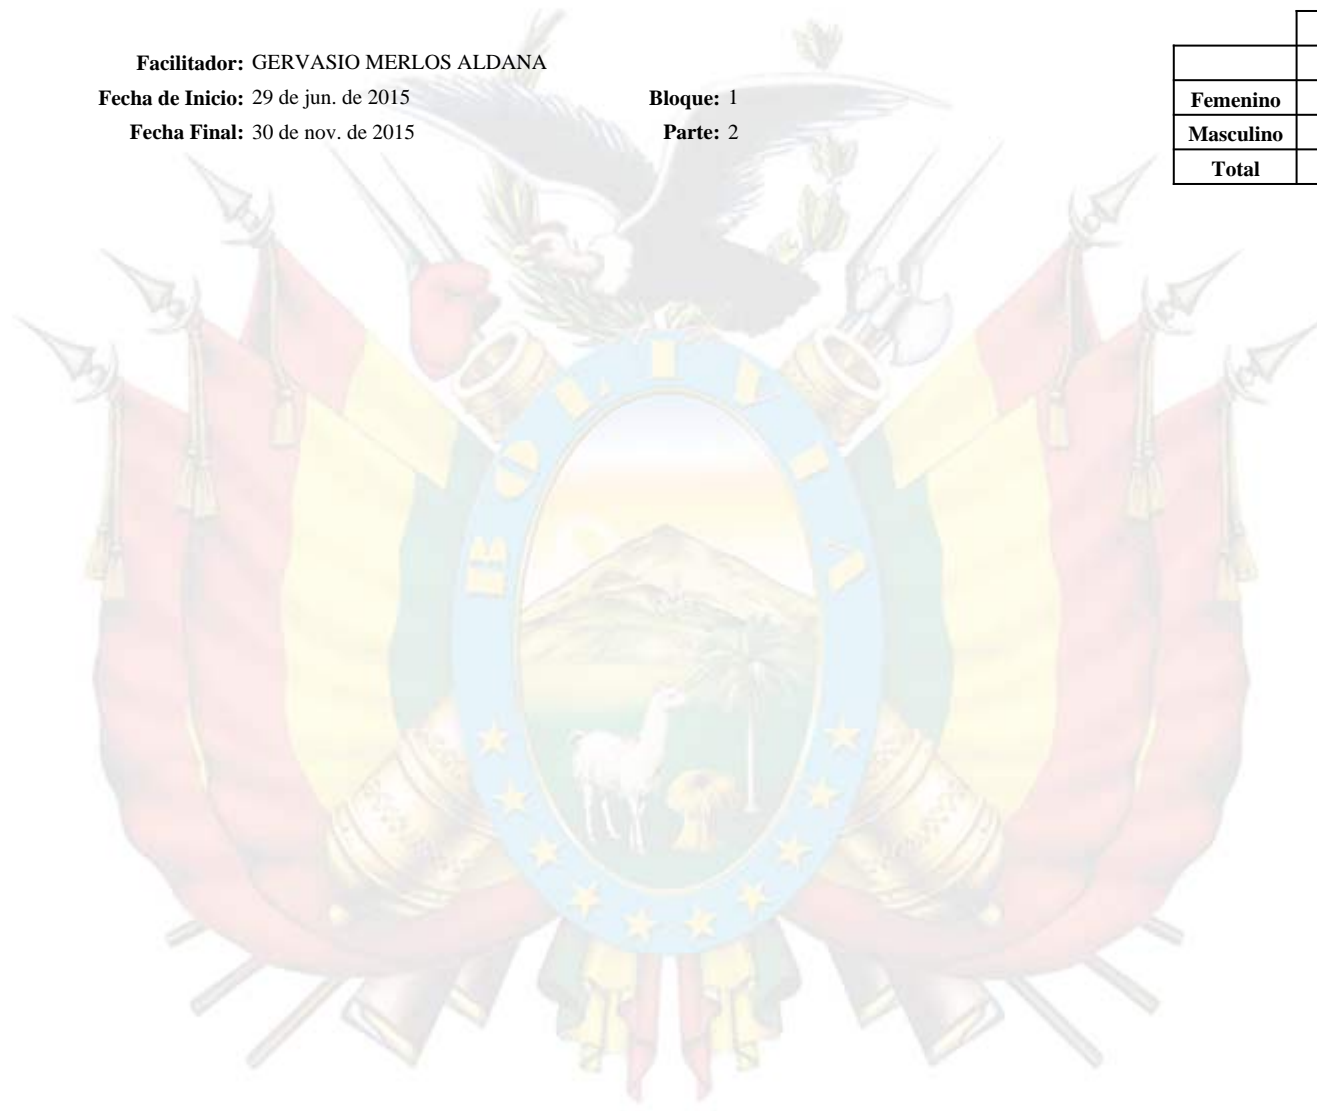 Facilitador: GERVASIO MERLOS ALDANA
Fecha de Inicio: 29 de jun. de 2015 Bloque: 1
Fecha Final: 30 de nov. de 2015 Parte: 2
Femenino
Masculino
Total
BOLIVIA